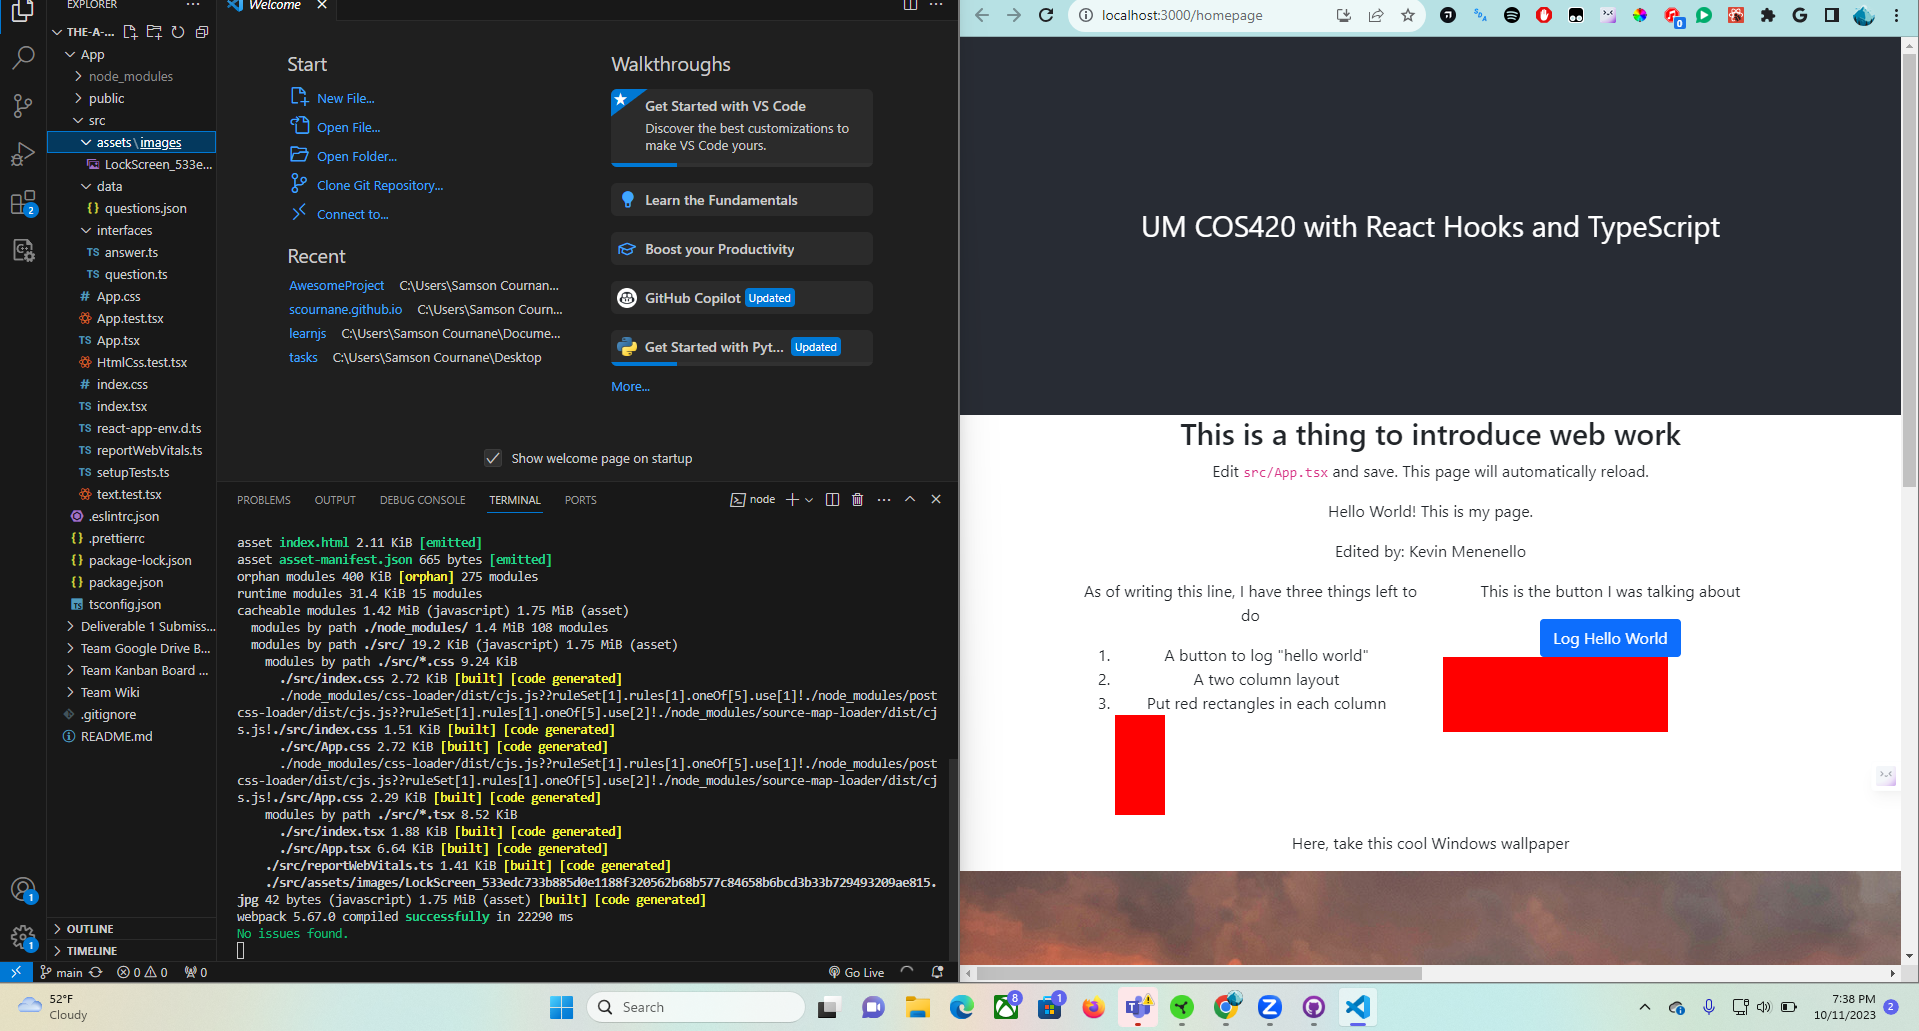 EXPLORER
THE-A-...
App
node_modules
public
src
assets\images
LockScreen_533e...
data
questions.json
interfaces
answer.ts
question.ts
App.css
App.test.tsx
App.tsx
HtmlCss.test.tsx
index.css
index.tsx
react-app-env.d.ts
reportWebVitals.ts
setupTests.ts
text.test.tsx
.eslintrc.json
.prettierrc
package-lock.json
package.json
tsconfig.json
Deliverable 1 Submiss...
Team Google Drive B...
Team Kanban Board ...
Team Wiki
.gitignore
README.md
OUTLINE
TIMELINE
Welcome
Start
New File...
Open File...
Open Folder...
Clone Git Repository...
Connect to...
Recent
AwesomeProject C:\Users\Samson Cournan...
scournane.github.io C:\Users\Samson Courn...
learnjs C:\Users\Samson Cournane\Docume...
tasks C:\Users\Samson Cournane\Desktop
Walkthroughs
Get Started with VS Code
Discover the best customizations to
make VS Code yours.
Learn the Fundamentals
Boost your Productivity
GitHub Copilot Updated
Get Started with Pyt... Updated
More...
Show welcome page on startup
PROBLEMS OUTPUT DEBUG CONSOLE TERMINAL PORTS node
asset index.html 2.11 KiB [emitted]
asset asset-manifest.json 665 bytes [emitted]
orphan modules 400 KiB [orphan] 275 modules
runtime modules 31.4 KiB 15 modules
cacheable modules 1.42 MiB (javascript) 1.75 MiB (asset)
modules by path ./node_modules/ 1.4 MiB 108 modules
modules by path ./src/ 19.2 KiB (javascript) 1.75 MiB (asset)
modules by path ./src/*.css 9.24 KiB
./src/index.css 2.72 KiB [built] [code generated]
./node_modules/css-loader/dist/cjs.js??ruleSet[1].rules[1].oneOf[5].use[1]!./node_modules/post
css-loader/dist/cjs.js??ruleSet[1].rules[1].oneOf[5].use[2]!./node_modules/source-map-loader/dist/cj
s.js!./src/index.css 1.51 KiB [built] [code generated]
./src/App.css 2.72 KiB [built] [code generated]
./node_modules/css-loader/dist/cjs.js??ruleSet[1].rules[1].oneOf[5].use[1]!./node_modules/post
css-loader/dist/cjs.js??ruleSet[1].rules[1].oneOf[5].use[2]!./node_modules/source-map-loader/dist/cj
s.js!./src/App.css 2.29 KiB [built] [code generated]
modules by path ./src/*.tsx 8.52 KiB
./src/index.tsx 1.88 KiB [built] [code generated]
./src/App.tsx 6.64 KiB [built] [code generated]
./src/reportWebVitals.ts 1.41 KiB [built] [code generated]
./src/assets/images/LockScreen_533edc733b885d0e1188f320562b68b577c84658b6bcd3b33b729493209ae815.
jpg 42 bytes (javascript) 1.75 MiB (asset) [built] [code generated]
webpack 5.67.0 compiled successfully in 22290 ms
No issues found.
main 0 0 0 Go Live
localhost:3000/homepage
UM COS420 with React Hooks and TypeScript
This is a thing to introduce web work
Edit src/App.tsx and save. This page will automatically reload.
Hello World! This is my page.
Edited by: Kevin Menenello
As of writing this line, I have three things left to
do
1. A button to log "hello world"
2. A two column layout
3. Put red rectangles in each column
This is the button I was talking about
Log Hello World
Here, take this cool Windows wallpaper
52°F
Cloudy
Search
7:38 PM
10/11/2023